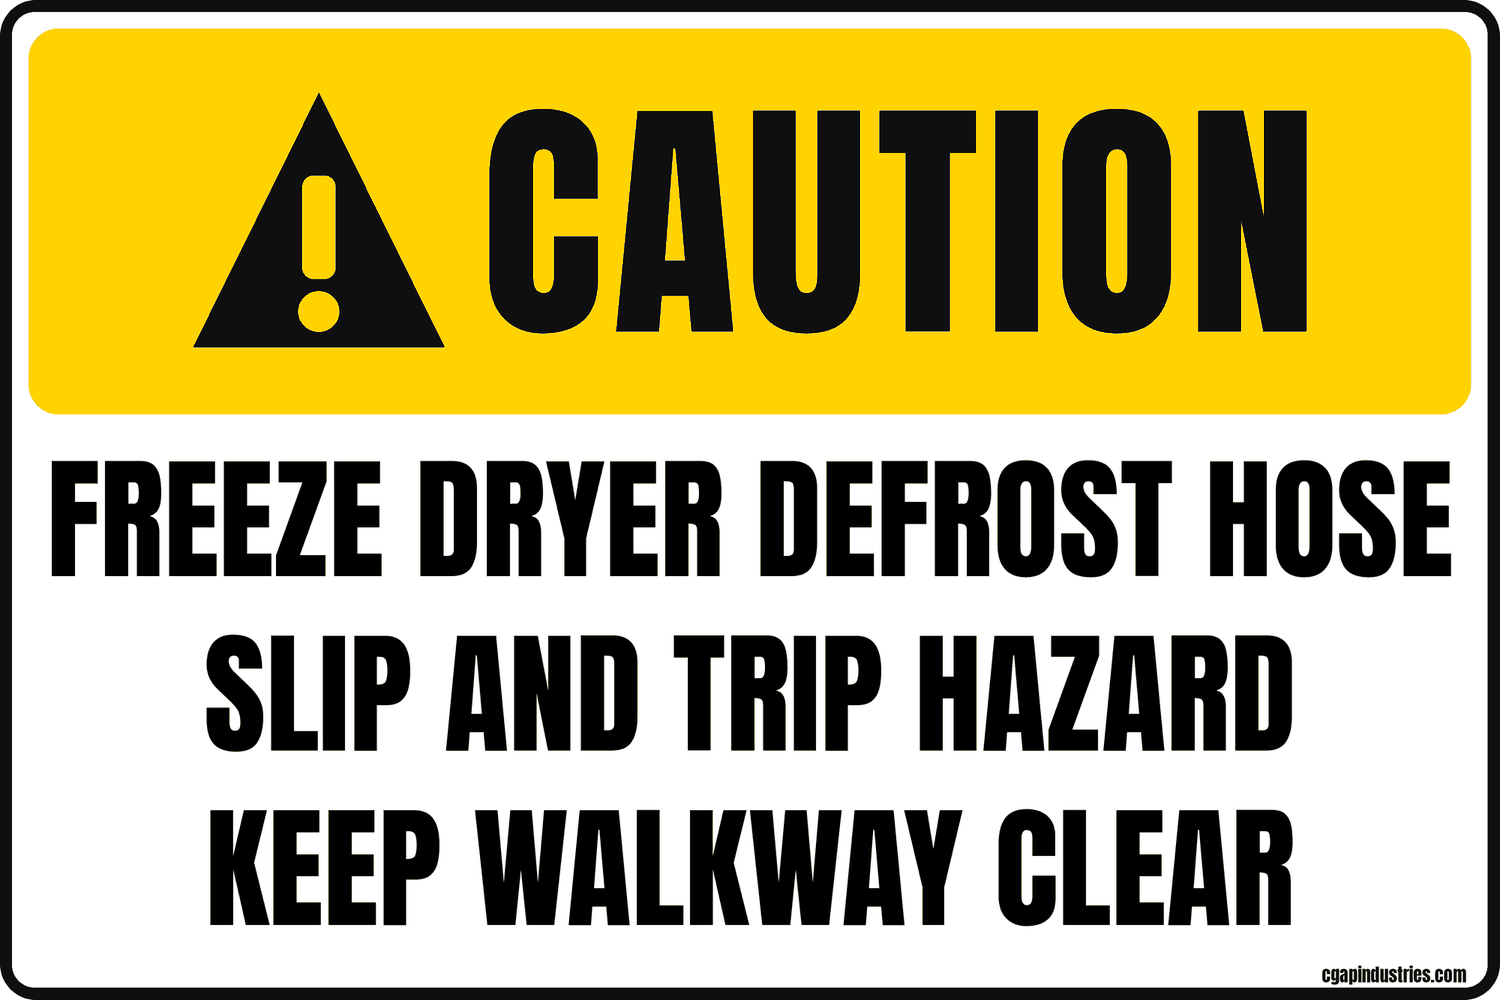 CAUTION
FREEZE DRYER DEFROST HOSE
SLIP AND TRIP HAZARD
KEEP WALKWAY CLEAR
cgapindustries.com